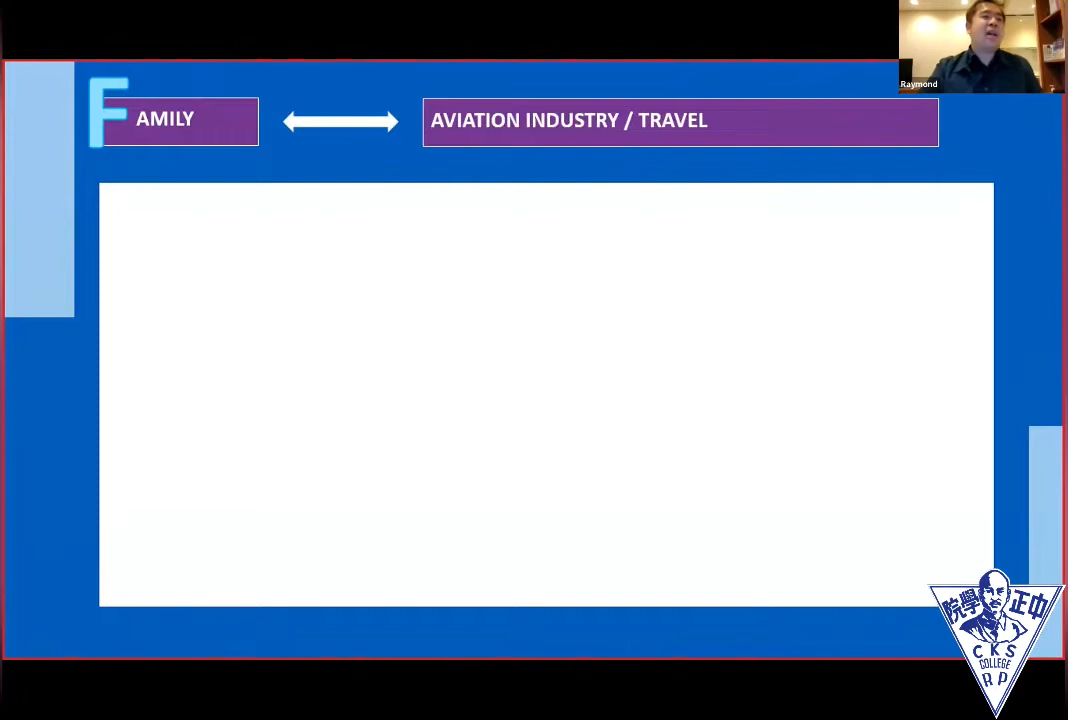 Raymond
FAMILY
AVIATION INDUSTRY / TRAVEL
院學 正中
CKS
COLLEGE
RP